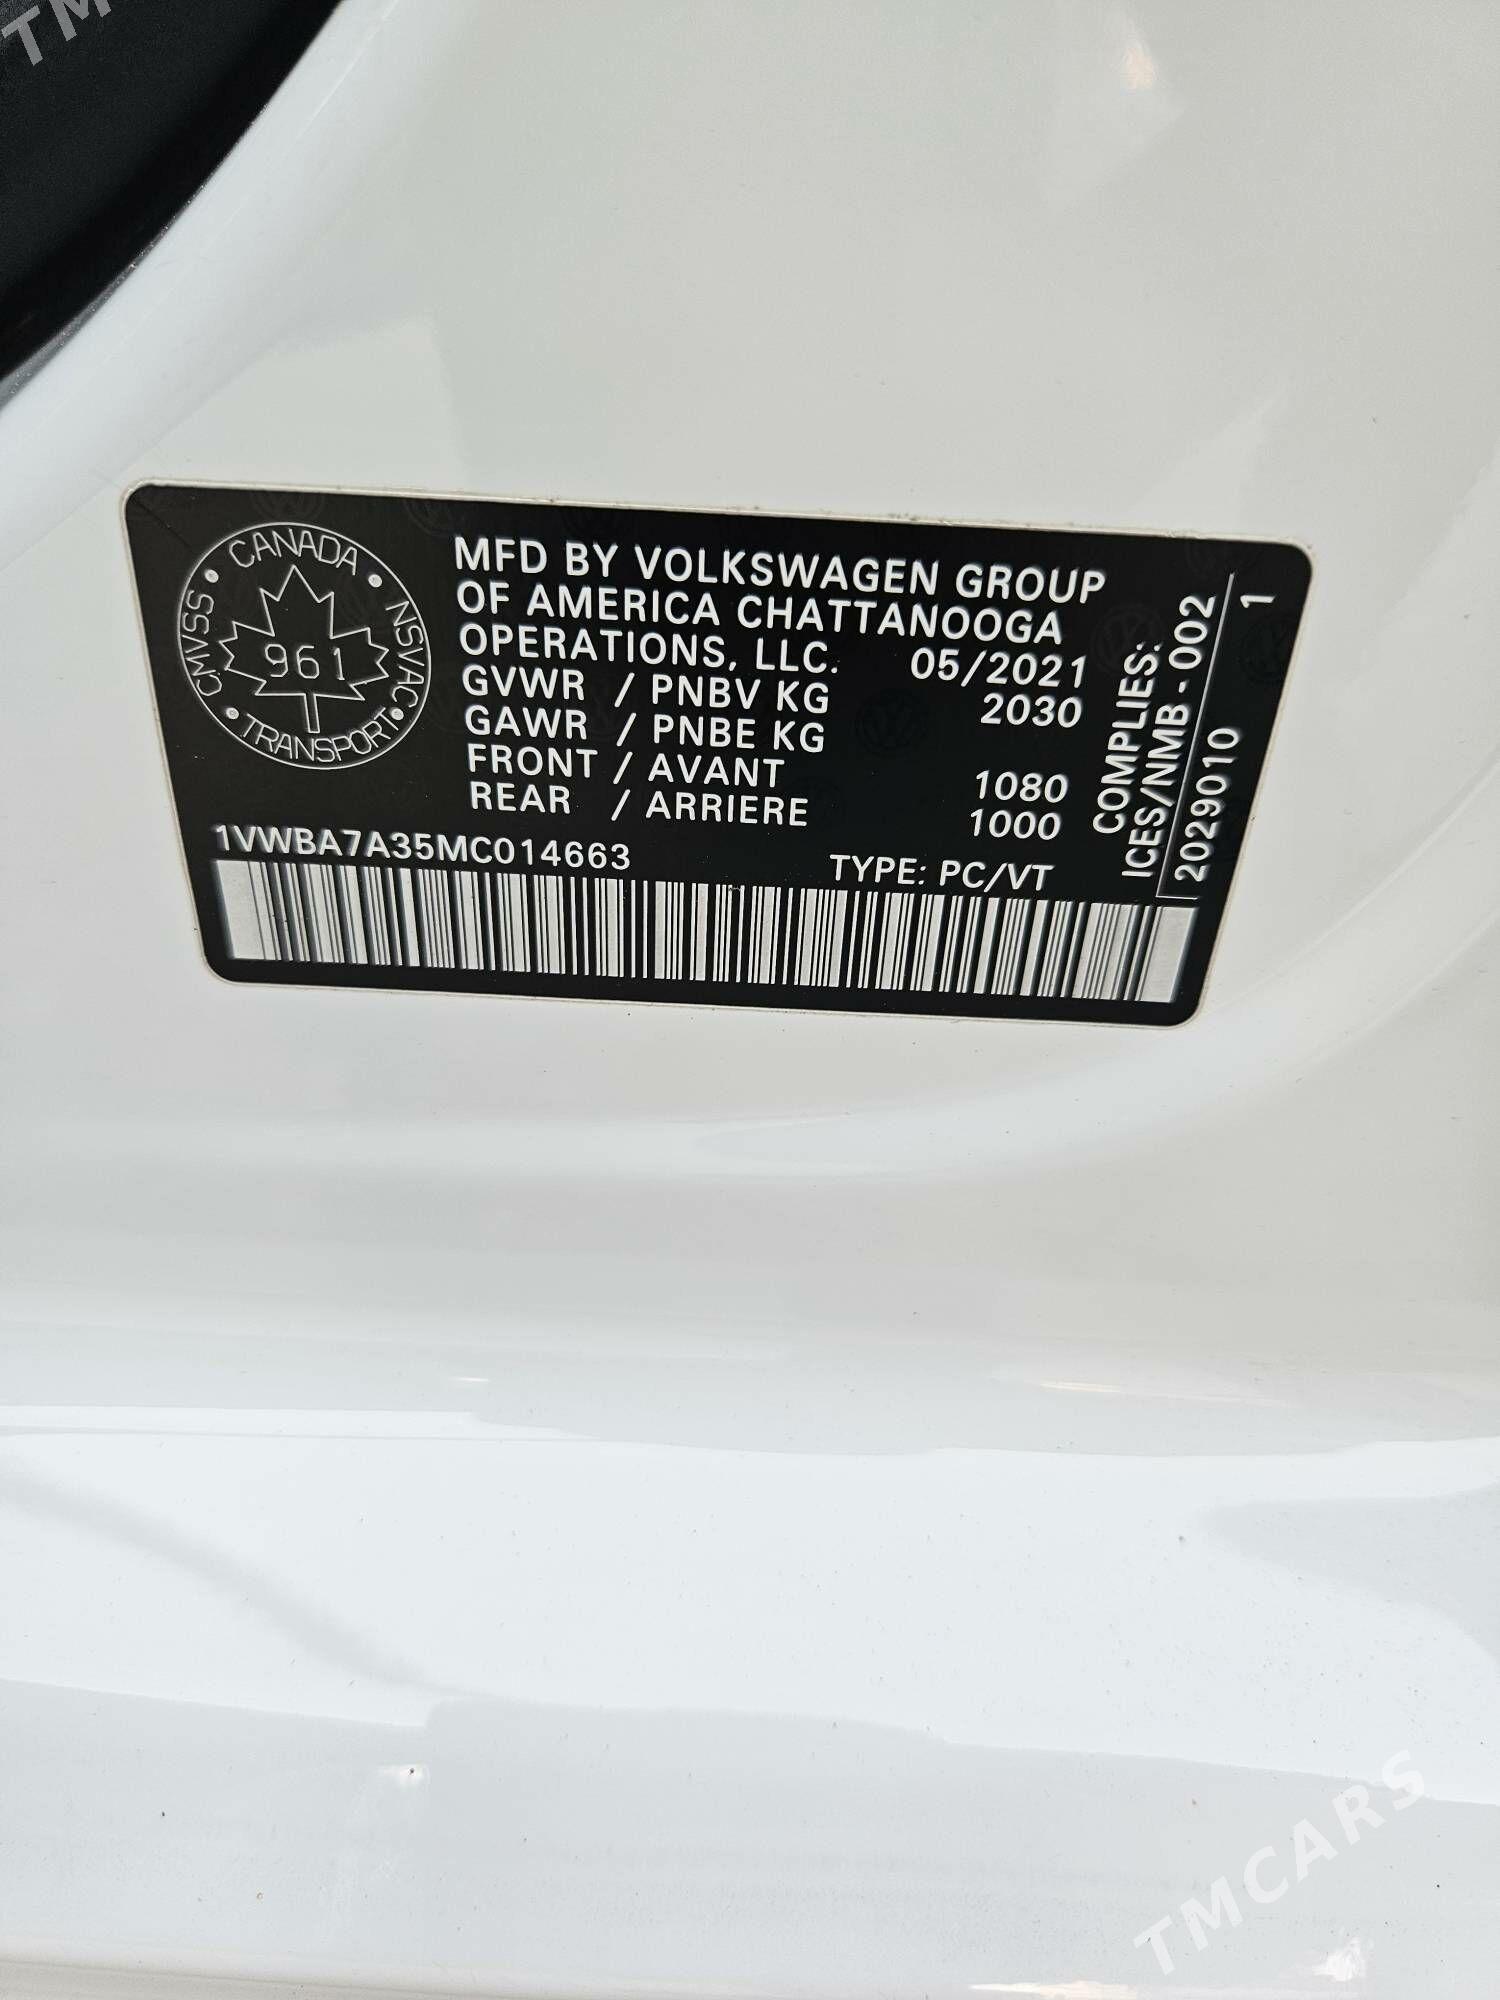 TM
CANADA
CMVSS
NSVAC
961
TRANSPORT
MFD BY VOLKSWAGEN GROUP
OF AMERICA CHATTANOOGA
OPERATIONS, LLC. 05/2021
GVWR / PNBV KG 2030
GAWR / PNBE KG
FRONT / AVANT 1080
REAR / ARRIERE 1000
1VWBA7A35MC014663 TYPE: PC/VT
COMPLIES:
ICES/NMB-002
2029010 1
TMCARS